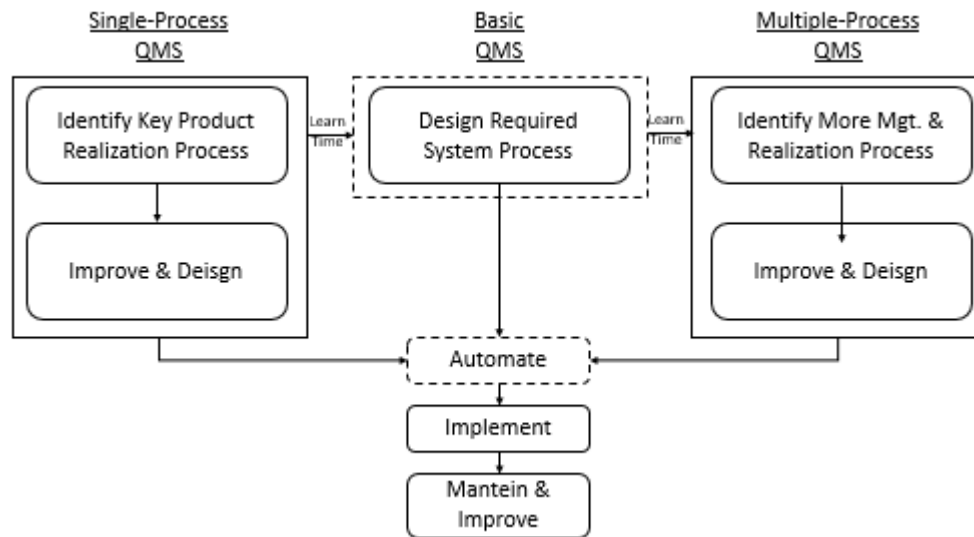 Single-Process
QMS
Basic
QMS
Multiple-Process
QMS
Identify Key Product
Realization Process
Learn
Time
Design Required
System Process
Learn
Time
Identify More Mgt. &
Realization Process
Improve & Deisgn
Improve & Deisgn
Automate
Implement
Mantein &
Improve